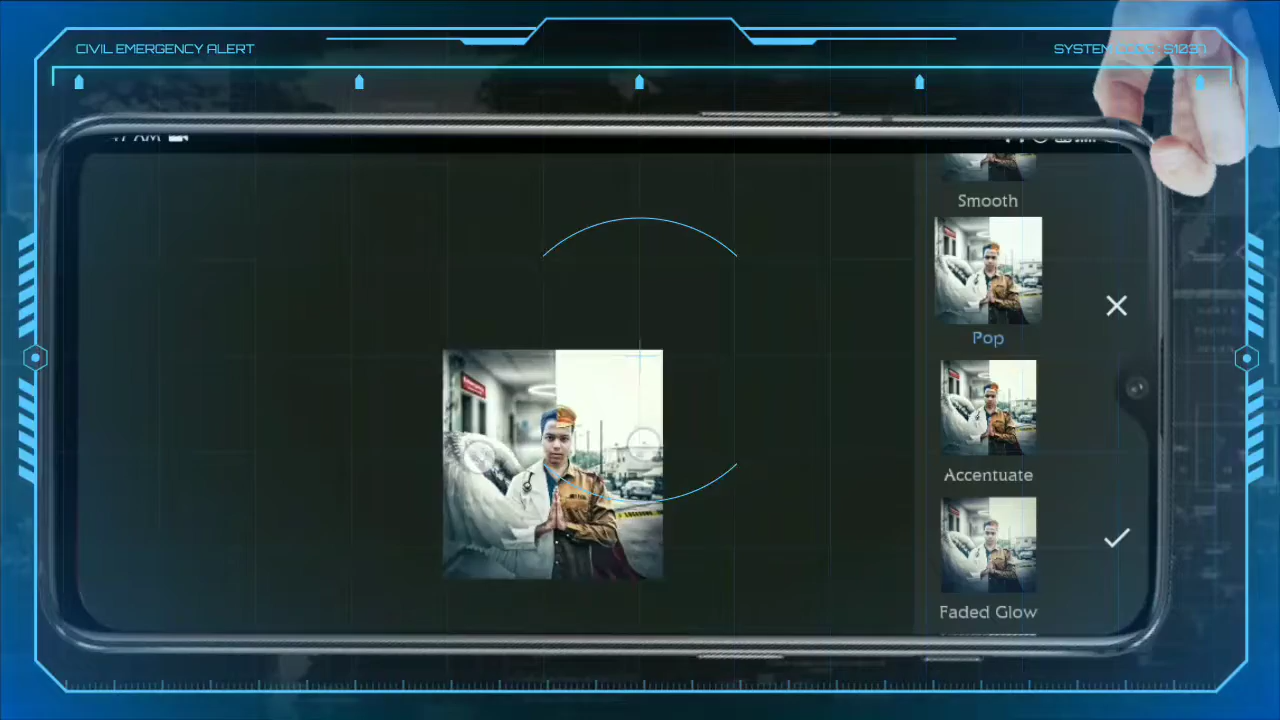 CIVIL EMERGENCY ALERT
Smooth
Pop
Accentuate
Faded Glow